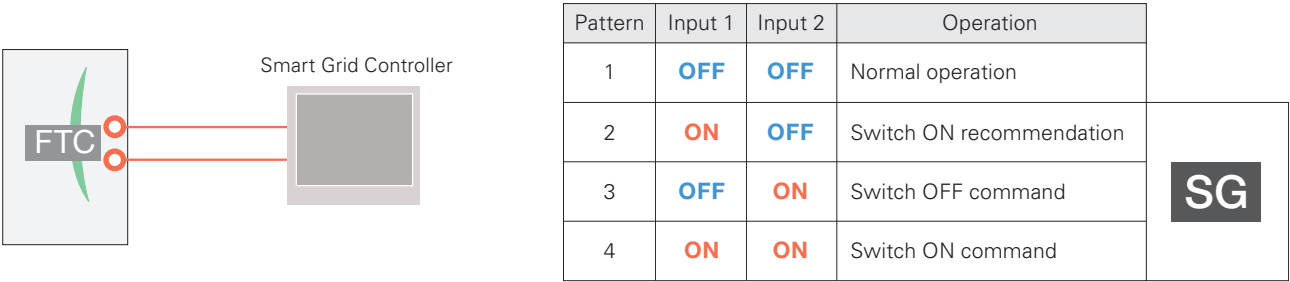 Smart Grid Controller
FTC
Pattern Input 1 Input 2 Operation
1 OFF OFF Normal operation
2 ON OFF Switch ON recommendation
3 OFF ON Switch OFF command
4 ON ON Switch ON command
SG